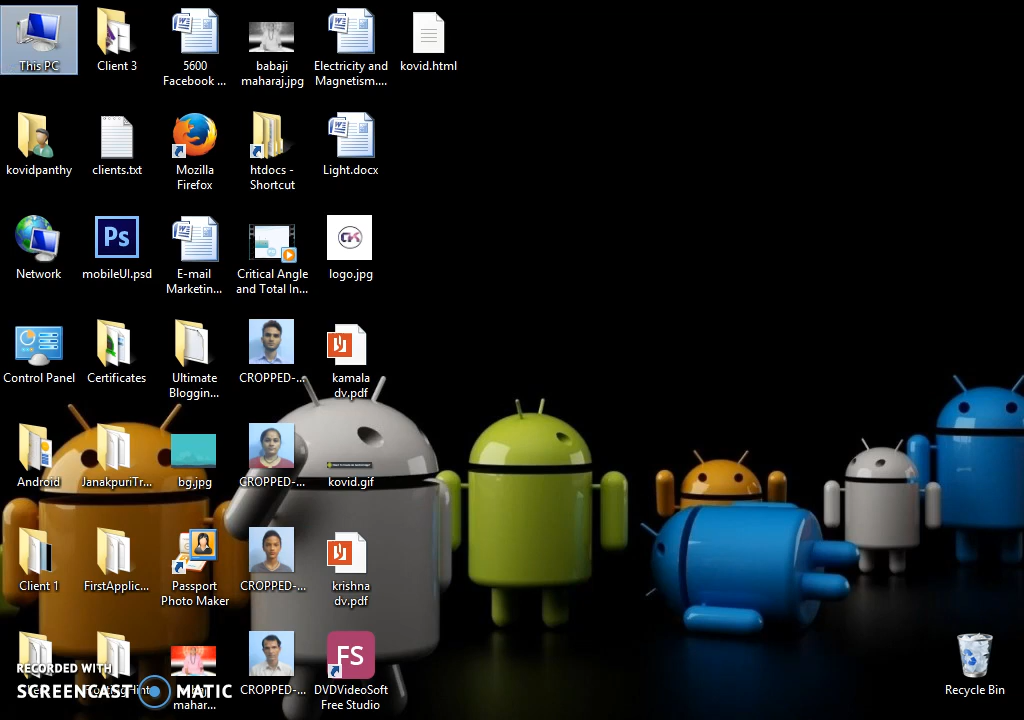 This PC
Client 3
5600
Facebook ...
babaji
maharaj.jpg
Electricity and
Magnetism....
kovid.html
kovidpanthy
clients.txt
Mozilla
Firefox
htdocs -
Shortcut
Light.docx
Network
Ps
mobileUI.psd
E-mail
Marketin...
Critical Angle
and Total In...
logo.jpg
Control Panel
Certificates
Ultimate
Bloggin...
CROPPED-...
kamala
dv.pdf
Android
JanakpuriTr...
bg.jpg
CROPPED-...
kovid.gif
Client 1
FirstApplic...
Passport
Photo Maker
CROPPED-...
krishna
dv.pdf
RECORDED WITH
SCREENCAST MATIC
mahar...
CROPPED-...
FS
DVDVideoSoft
Free Studio
Recycle Bin